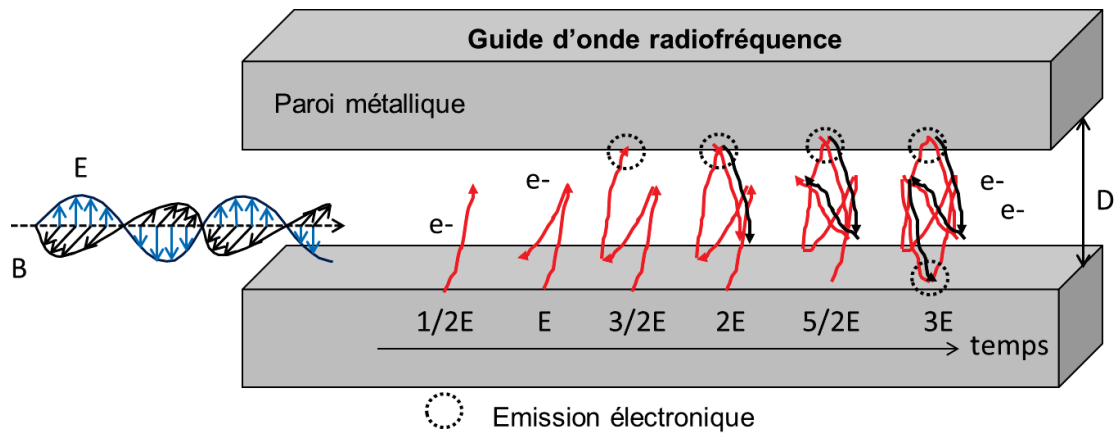 Guide d’onde radiofréquence
Paroi métallique
E
B
e-
e-
e-
e-
D
1/2E
E
3/2E
2E
5/2E
3E
temps
Emission électronique